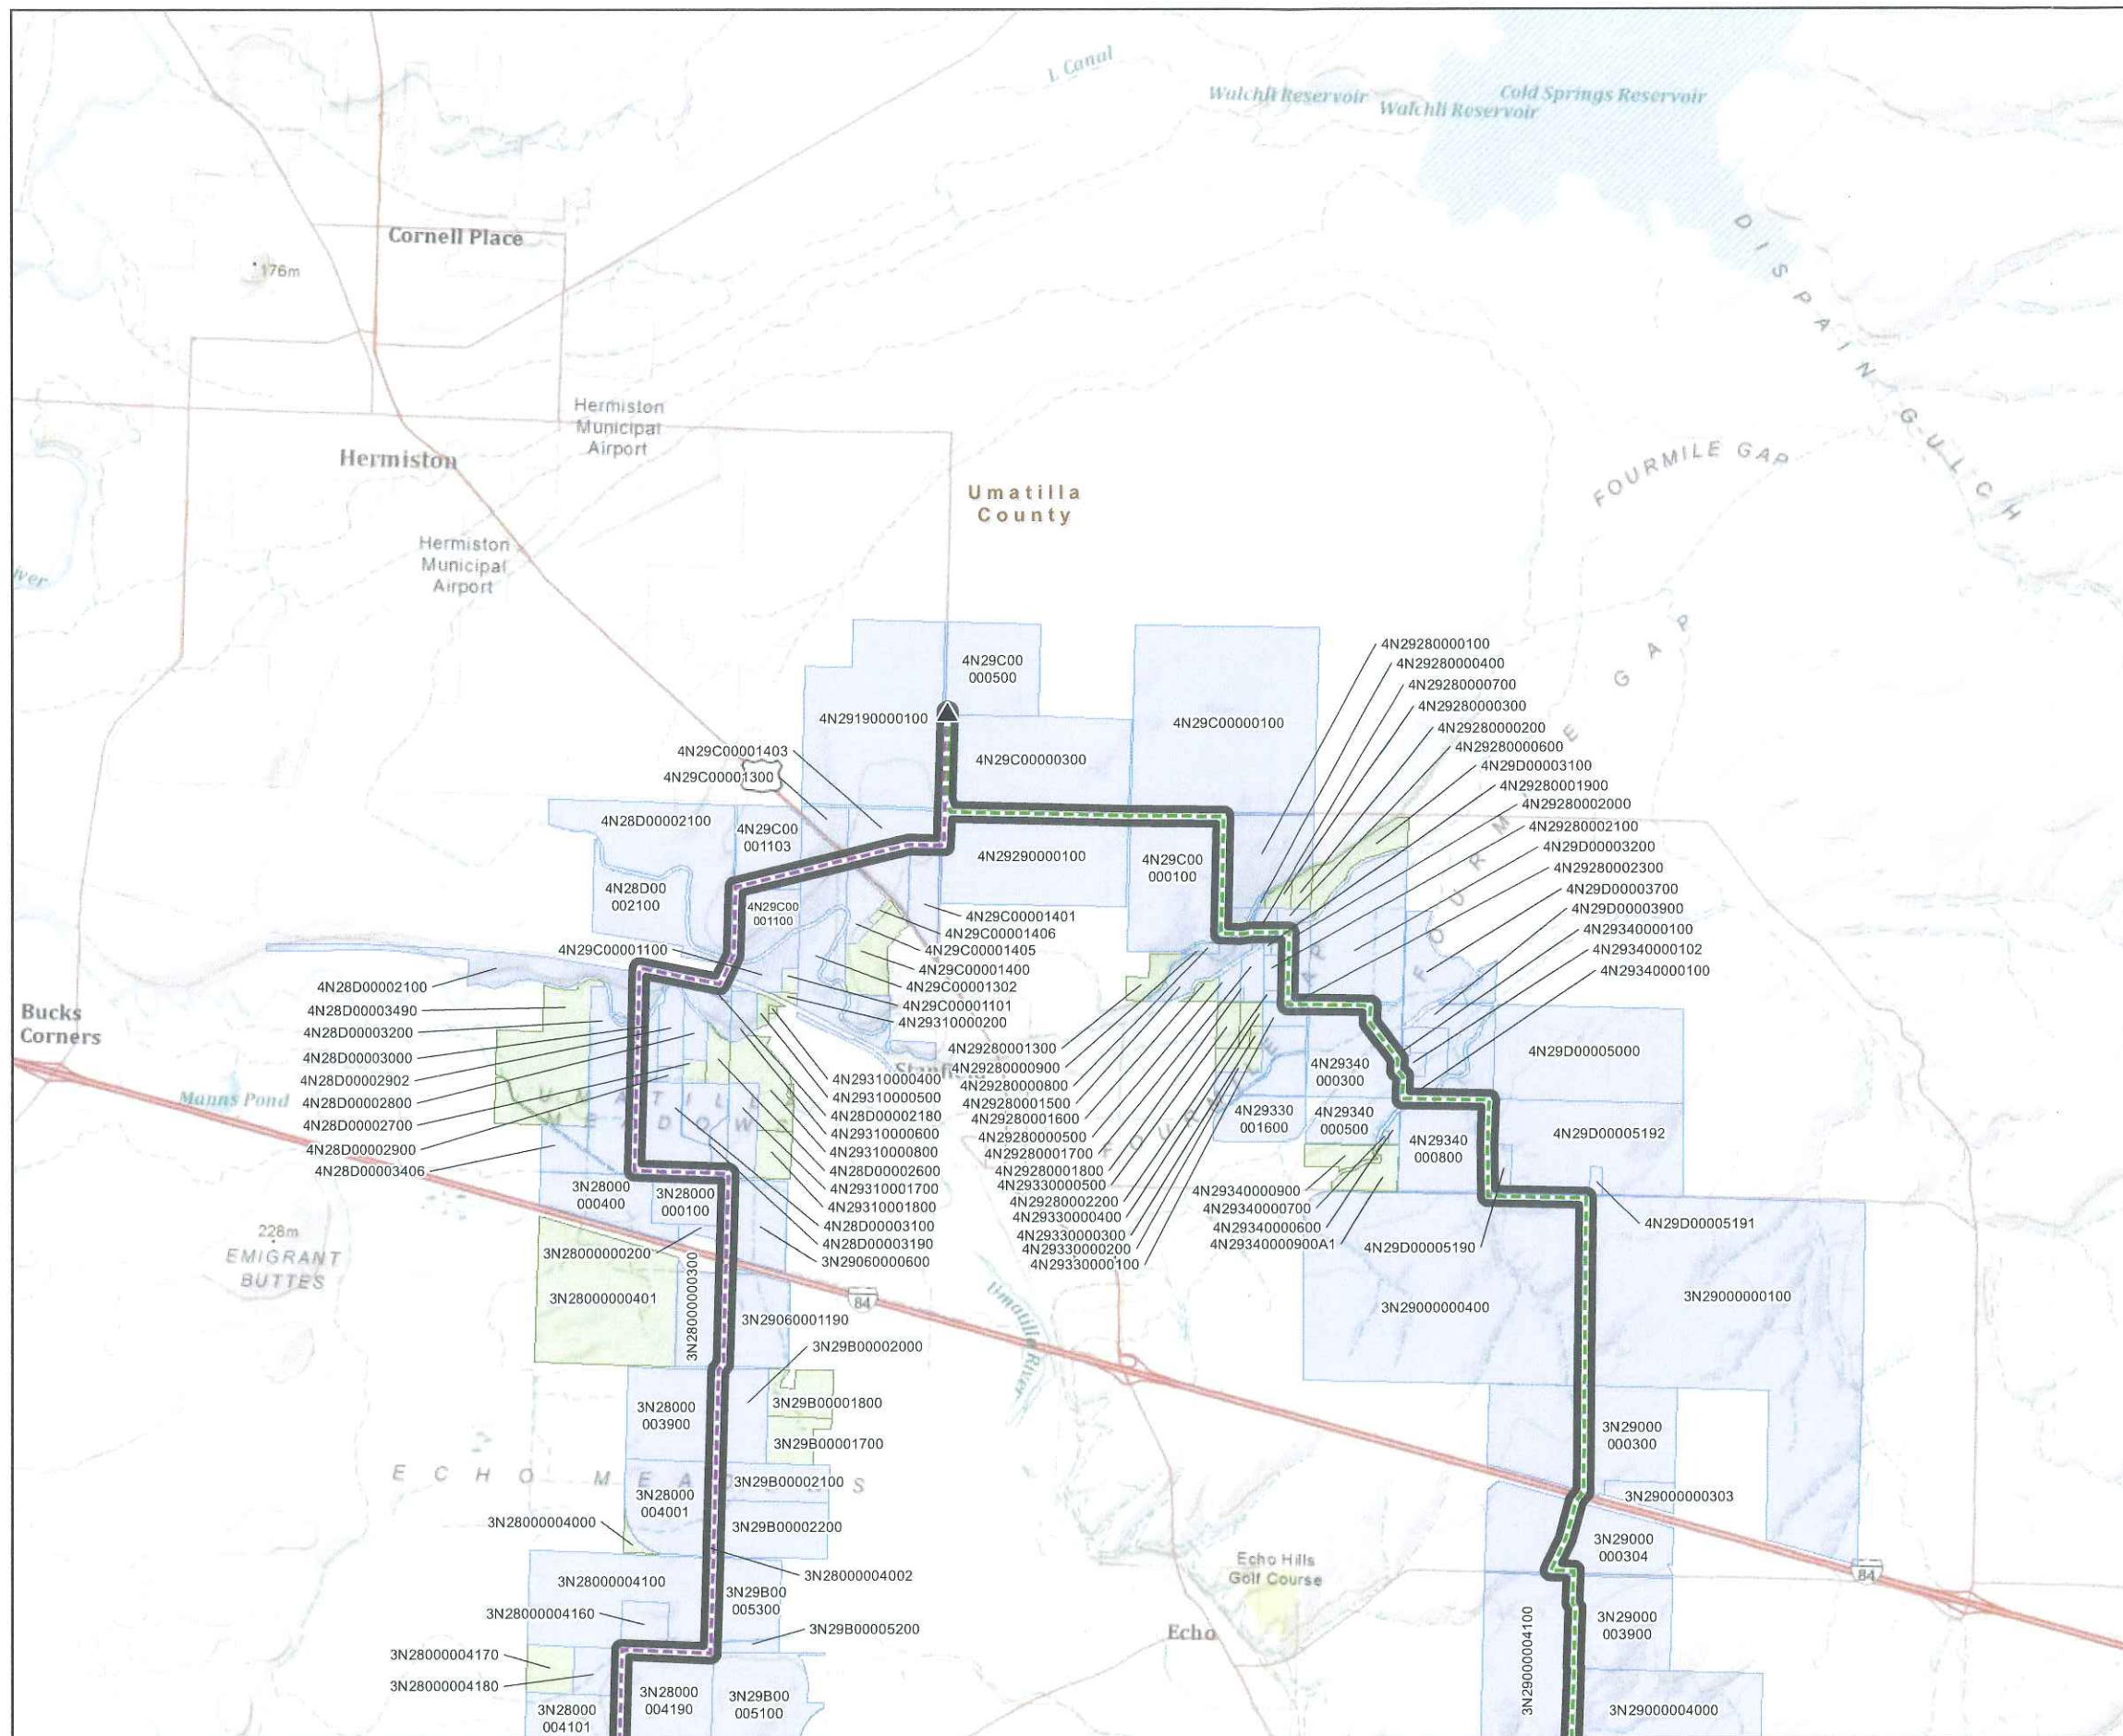 L Canal
Walchli Reservoir
Walchli Reservoir
Cold Springs Reservoir
DISPAIN GULCH
Cornell Place
176m
Hermiston
Municipal
Airport
Hermiston
Umatilla
County
FOURMILE GAP
Hermiston
Municipal
Airport
iver
FOURMILE GAP
4N29C00
000500
4N29190000100
4N29C00000300
4N29C00000100
4N29280000100
4N29280000400
4N29280000700
4N29280000300
4N29280000200
4N29280000600
4N29D00003100
4N29280001900
4N29280002000
4N29280002100
4N29D00003200
4N29280002300
4N29D00003700
4N29D00003900
4N29340000100
4N29340000102
4N29340000100
4N29C00001403
4N29C00001300
4N28D00002100
4N29C00
001103
4N29290000100
4N29C00
000100
4N28D00
002100
4N29C00
001100
4N29C00001401
4N29C00001406
4N29C00001405
4N29C00001400
4N29C00001302
4N29C00001101
4N29310000200
4N29C00001100
4N28D00002100
4N28D00003490
4N28D00003200
4N28D00003000
4N28D00002902
4N28D00002800
4N28D00002700
4N28D00002900
4N28D00003406
Bucks
Corners
Manns Pond
UMATILLA
MEADOWS
Stanfield
4N29310000400
4N29310000500
4N28D00002180
4N29310000600
4N29310000800
4N28D00002600
4N29310001700
4N29310001800
4N28D00003100
4N28D00003190
3N29060000600
4N29280001300
4N29280000900
4N29280000800
4N29280001500
4N29280001600
4N29280000500
4N29280001700
4N29280001800
4N29330000500
4N29280002200
4N29330000400
4N29330000300
4N29330000200
4N29330000100
FOURMILE GAP
4N29340
000300
4N29D00005000
4N29330
001600
4N29340
000500
4N29340
000800
4N29D00005192
4N29340000900
4N29340000700
4N29340000600
4N29340000900A1
4N29D00005190
4N29D00005191
3N28000
000400
3N28000
000100
3N28000000200
3N28000000300
3N28000000401
228m
EMIGRANT
BUTTES
84
Umatilla River
3N29060001190
3N29B00002000
3N29000000400
3N29000000100
3N28000
003900
3N29B00001800
3N29B00001700
3N29000
000300
ECHO MEADOWS
3N29B00002100
3N28000
004001
3N29B00002200
3N28000004000
3N29000000303
3N29000
000304
84
3N28000004100
3N28000004002
3N29B00
005300
3N28000004160
3N29B00005200
Echo Hills
Golf Course
Echo
3N29000004100
3N29000
003900
3N28000004170
3N28000004180
3N28000
004101
3N28000
004190
3N29B00
005100
3N29000004000